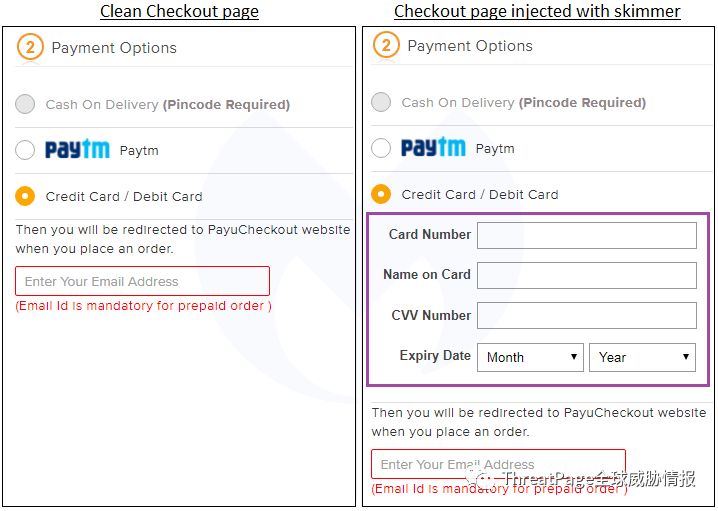 Clean Checkout page
2 Payment Options
Cash On Delivery (Pincode Required)
paytm Paytm
Credit Card / Debit Card
Then you will be redirected to PayuCheckout website
when you place an order.
Enter Your Email Address
(Email Id is mandatory for prepaid order )
Checkout page injected with skimmer
2 Payment Options
Cash On Delivery (Pincode Required)
paytm Paytm
Credit Card / Debit Card
Card Number
Name on Card
CVV Number
Expiry Date Month Year
Then you will be redirected to PayuCheckout website
when you place an order.
Enter Your Email Address
ThreatPage全球威胁情报
(Email Id is mandatory for prepaid order )